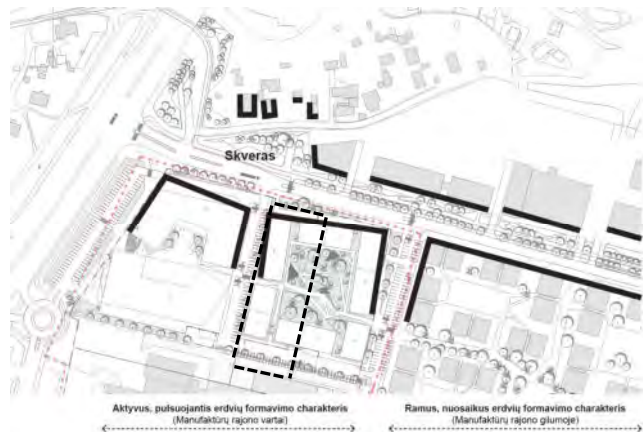 Skveras
Aktyvus, pulsuojantis erdvių formavimo charakteris
(Manufaktūrų rajono vartai)
Ramus, nuosaikus erdvių formavimo charakteris
(Manufaktūrų rajono gilumoje)